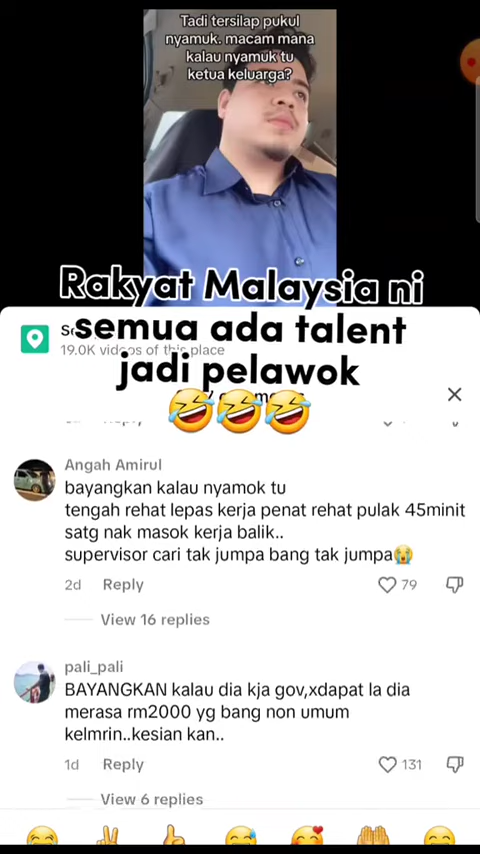 Tadi tersilap pukul
nyamuk. macam mana
kalau nyamuk tu
ketua keluarga?
Rakyat Malaysia ni
semua ada talent
jadi pelawok
🤣🤣🤣
19.0K videos of this place
Angah Amirul
bayangkan kalau nyamok tu
tengah rehat lepas kerja penat rehat pulak 45minit
satg nak masok kerja balik..
supervisor cari tak jumpa bang tak jumpa😭
2d Reply 79
View 16 replies
pali_pali
BAYANGKAN kalau dia kja gov,xdapat la dia
merasa rm2000 yg bang non umum
kelmrin..kesian kan..
1d Reply 131
View 6 replies